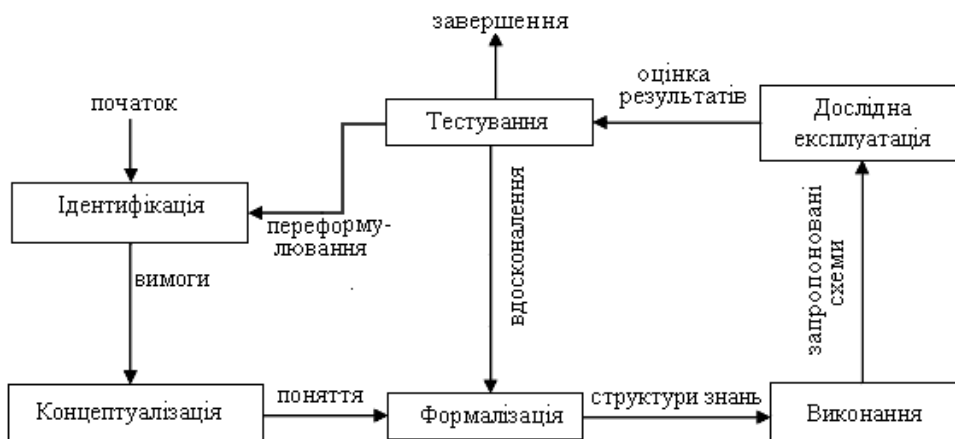 завершення
оцінка
результатів
початок
Тестування
Дослідна
експлуатація
Ідентифікація
переформу-
лювання
вдосконалення
запропоновані
схеми
вимоги
Концептуалізація
поняття
Формалізація
структури знань
Виконання